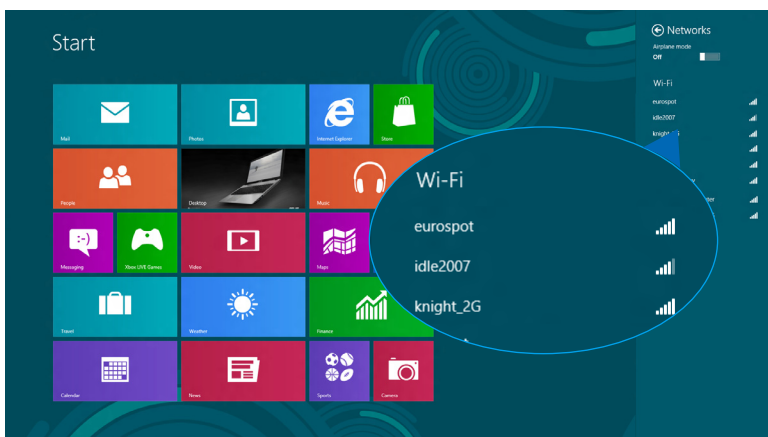 Start
Mail
Photos
Internet Explorer
Store
People
Desktop
Music
Messaging
Xbox LIVE Games
Video
Maps
Travel
Weather
Finance
Calendar
News
Sports
Camera
Networks
Airplane mode
Off
Wi-Fi
eurospot
idle2007
Wi-Fi
eurospot
idle2007
knight_2G